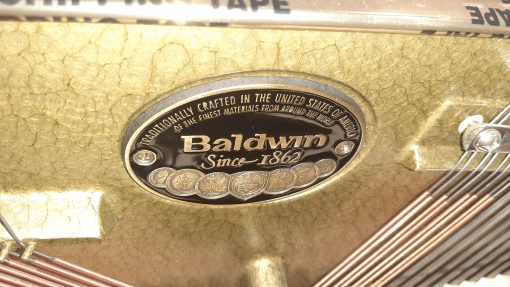 TAPE
TAPE
TRADITIONALLY CRAFTED IN THE UNITED STATES OF AMERICA
OF THE FINEST MATERIALS FROM AROUND THE WORLD
Baldwin
Since 1862